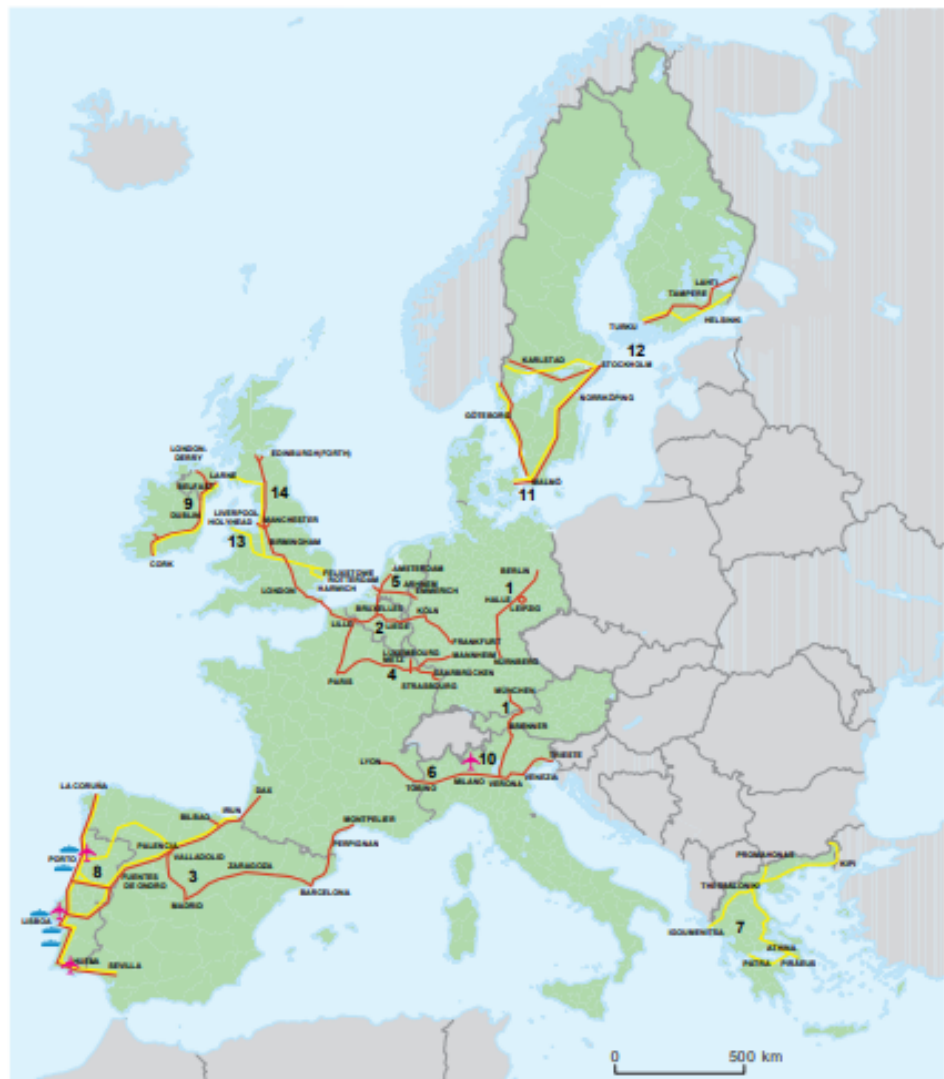 LAHTI
TAMPERE
HELSINKI
TURKU
12
KARLSTAD
STOCKHOLM
NORRKÖPING
GÖTEBORG
MALMÖ
11
LONDON-
DERRY
EDINBURGH(FORTH)
LARNE
BELFAST
14
9
DUBLIN
LIVERPOOL
HOLYHEAD
MANCHESTER
13
BIRMINGHAM
CORK
FELIXSTOWE
ROTTERDAM
HARWICH
LONDON
AMSTERDAM
5
ARNHEM
EMMERICH
BERLIN
1
HALLE
LEIPZIG
BRUXELLES
KÖLN
LILLE
2
LIEGE
FRANKFURT
LUXEMBOURG
METZ
MANNHEIM
NÜRNBERG
4
SAARBRÜCKEN
PARIS
STRASBOURG
MÜNCHEN
1
BRENNER
10
TRIESTE
LYON
6
TORINO
MILANO
VERONA
VENEZIA
LA CORUÑA
DAX
IRUN
BILBAO
MONTPELIER
PORTO
PALENCIA
PERPIGNAN
VALLADOLID
8
ZARAGOZA
FUENTES
DE ONORO
3
BARCELONA
MADRID
LISBOA
SEVILLA
PROMAHONAS
KIPI
THESSALONIKI
IGOUMENITSA
7
ATHINA
PATRA
PIRAEUS
0
500 km